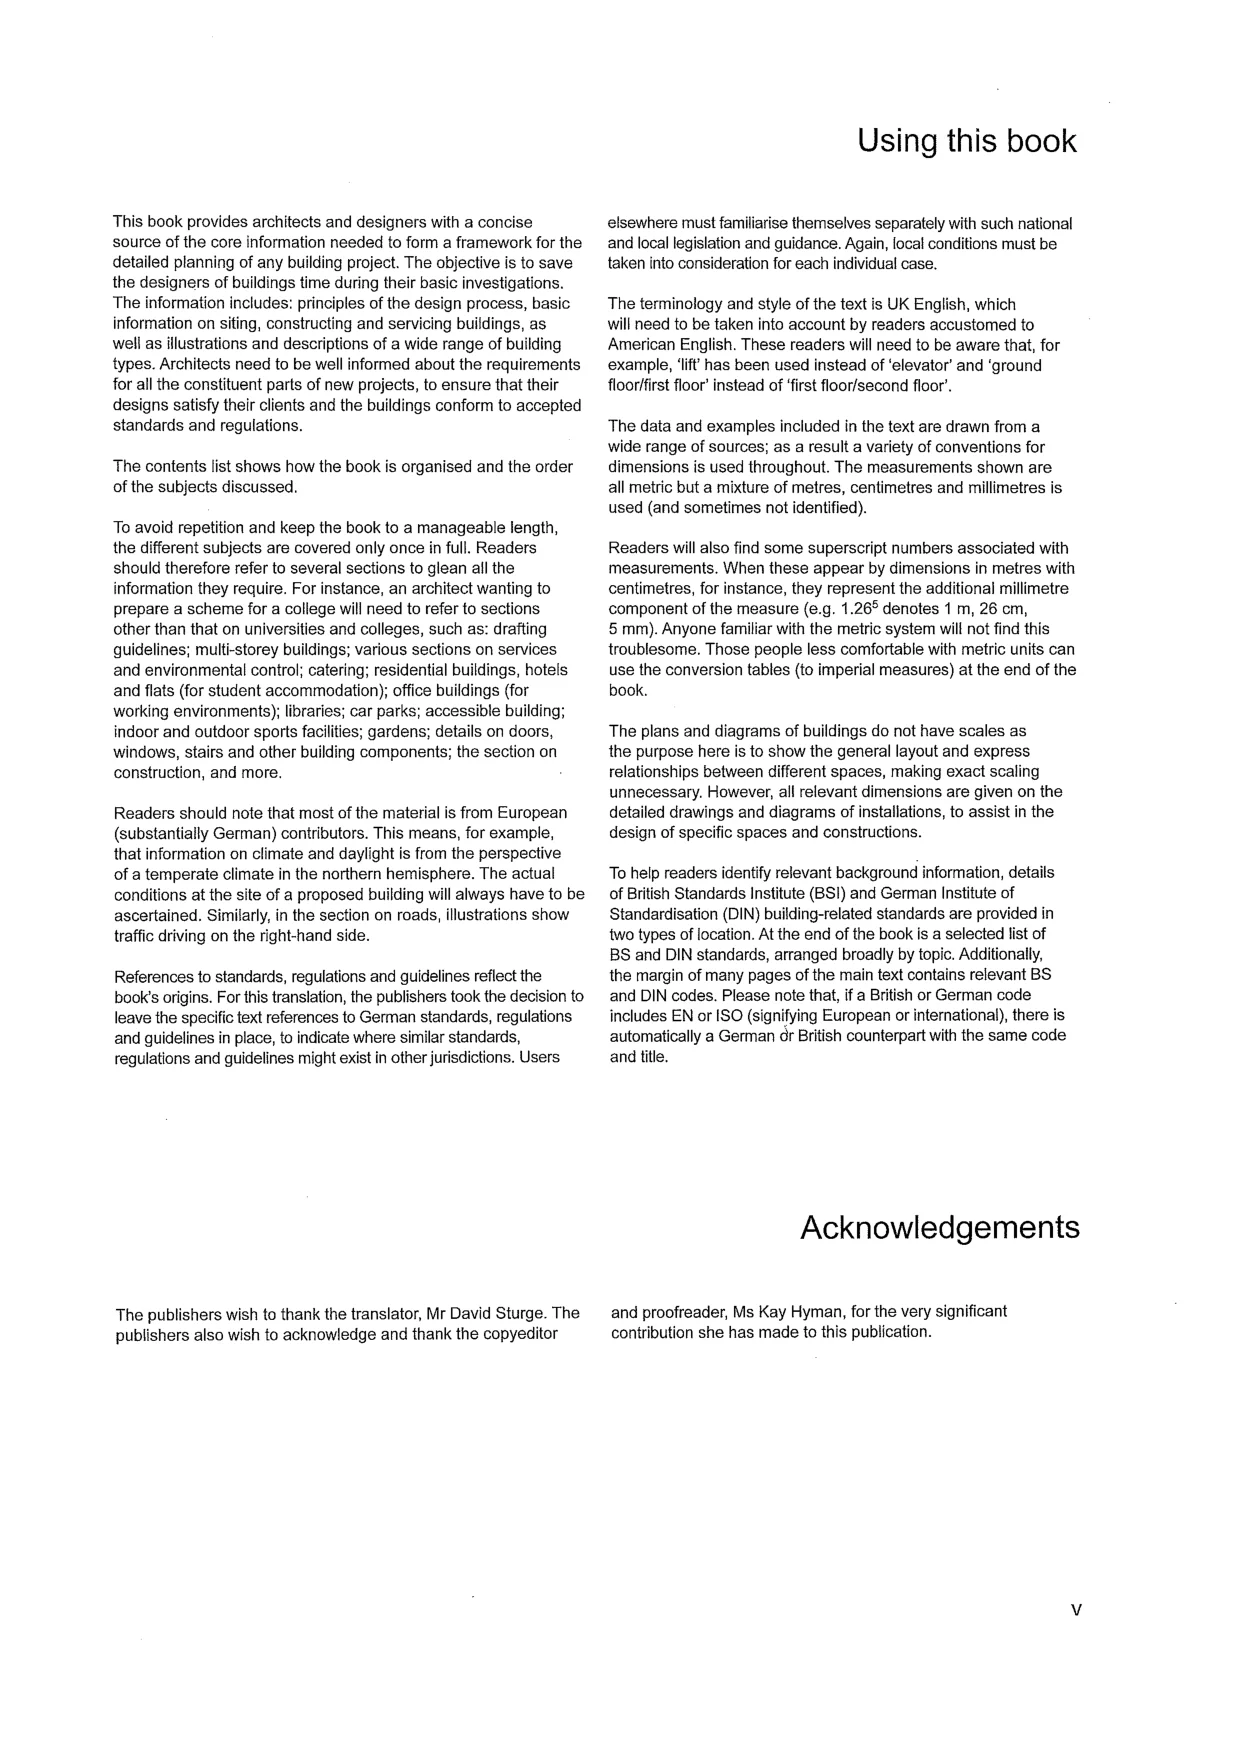 Using this book
This book provides architects and designers with a concise
source of the core information needed to form a framework for the
detailed planning of any building project. The objective is to save
the designers of buildings time during their basic investigations.
The information includes: principles of the design process, basic
information on siting, constructing and servicing buildings, as
well as illustrations and descriptions of a wide range of building
types. Architects need to be well informed about the requirements
for all the constituent parts of new projects, to ensure that their
designs satisfy their clients and the buildings conform to accepted
standards and regulations.
The contents list shows how the book is organised and the order
of the subjects discussed.
To avoid repetition and keep the book to a manageable length,
the different subjects are covered only once in full. Readers
should therefore refer to several sections to glean all the
information they require. For instance, an architect wanting to
prepare a scheme for a college will need to refer to sections
other than that on universities and colleges, such as: drafting
guidelines; multi-storey buildings; various sections on services
and environmental control; catering; residential buildings, hotels
and flats (for student accommodation); office buildings (for
working environments); libraries; car parks; accessible building;
indoor and outdoor sports facilities; gardens; details on doors,
windows, stairs and other building components; the section on
construction, and more.
Readers should note that most of the material is from European
(substantially German) contributors. This means, for example,
that information on climate and daylight is from the perspective
of a temperate climate in the northern hemisphere. The actual
conditions at the site of a proposed building will always have to be
ascertained. Similarly, in the section on roads, illustrations show
traffic driving on the right-hand side.
References to standards, regulations and guidelines reflect the
book's origins. For this translation, the publishers took the decision to
leave the specific text references to German standards, regulations
and guidelines in place, to indicate where similar standards,
regulations and guidelines might exist in other jurisdictions. Users
elsewhere must familiarise themselves separately with such national
and local legislation and guidance. Again, local conditions must be
taken into consideration for each individual case.
The terminology and style of the text is UK English, which
will need to be taken into account by readers accustomed to
American English. These readers will need to be aware that, for
example, 'lift' has been used instead of 'elevator' and 'ground
floor/first floor' instead of 'first floor/second floor'.
The data and examples included in the text are drawn from a
wide range of sources; as a result a variety of conventions for
dimensions is used throughout. The measurements shown are
all metric but a mixture of metres, centimetres and millimetres is
used (and sometimes not identified).
Readers will also find some superscript numbers associated with
measurements. When these appear by dimensions in metres with
centimetres, for instance, they represent the additional millimetre
component of the measure (e.g. 1.26⁵ denotes 1 m, 26 cm,
5 mm). Anyone familiar with the metric system will not find this
troublesome. Those people less comfortable with metric units can
use the conversion tables (to imperial measures) at the end of the
book.
The plans and diagrams of buildings do not have scales as
the purpose here is to show the general layout and express
relationships between different spaces, making exact scaling
unnecessary. However, all relevant dimensions are given on the
detailed drawings and diagrams of installations, to assist in the
design of specific spaces and constructions.
To help readers identify relevant background information, details
of British Standards Institute (BSI) and German Institute of
Standardisation (DIN) building-related standards are provided in
two types of location. At the end of the book is a selected list of
BS and DIN standards, arranged broadly by topic. Additionally,
the margin of many pages of the main text contains relevant BS
and DIN codes. Please note that, if a British or German code
includes EN or ISO (signifying European or international), there is
automatically a German or British counterpart with the same code
and title.
Acknowledgements
The publishers wish to thank the translator, Mr David Sturge. The
publishers also wish to acknowledge and thank the copyeditor
and proofreader, Ms Kay Hyman, for the very significant
contribution she has made to this publication.
V